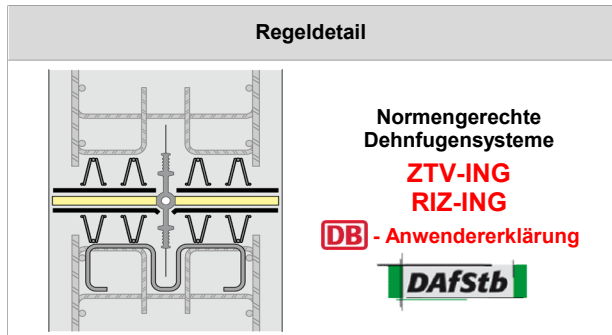 Regeldetail
Normengerechte
Dehnfugensysteme
ZTV-ING
RIZ-ING
DB - Anwendererklärung
DAfStb